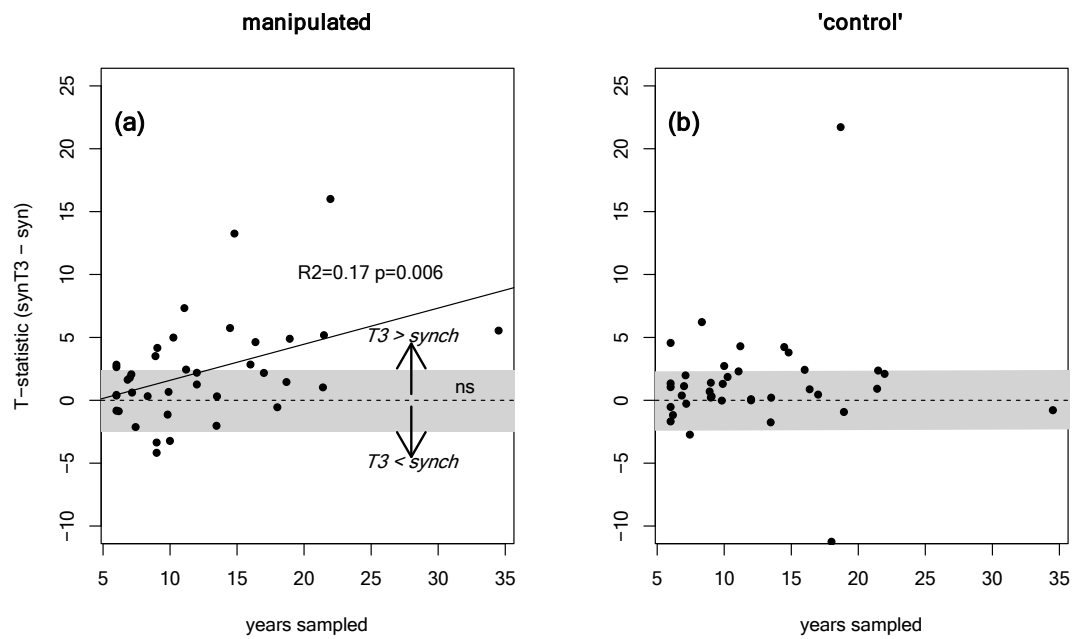 manipulated
'control'
T−statistic (synT3 − syn)
25
20
15
10
5
0
−5
−10
(a)
R2=0.17 p=0.006
T3 > synch
ns
T3 < synch
5
10
15
20
25
30
35
years sampled
25
20
15
10
5
0
−5
−10
(b)
5
10
15
20
25
30
35
years sampled